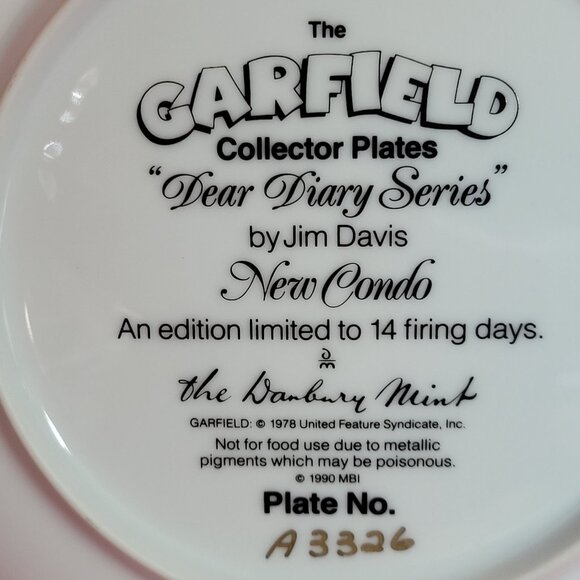 The
GARFIELD
Collector Plates
"Dear Diary Series"
by Jim Davis
New Condo
An edition limited to 14 firing days.
DM
the Danbury Mint
GARFIELD: © 1978 United Feature Syndicate, Inc.
Not for food use due to metallic
pigments which may be poisonous.
© 1990 MBI
Plate No.
A3326